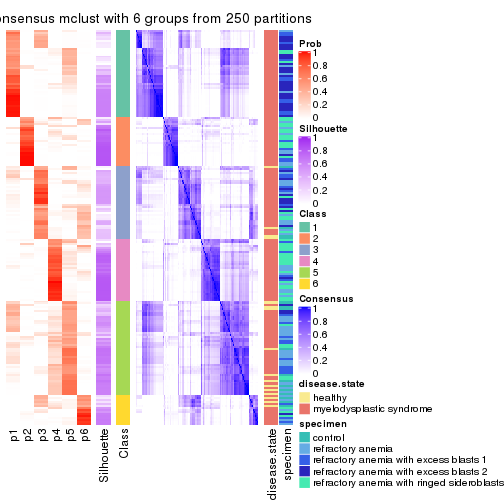 onsensus mclust with 6 groups from 250 partitions
Prob
1
0.8
0.6
0.4
0.2
0
Silhouette
1
0.8
0.6
0.4
0.2
0
Class
1
2
3
4
5
6
Consensus
1
0.8
0.6
0.4
0.2
0
disease.state
healthy
myelodysplastic syndrome
specimen
control
refractory anemia
refractory anemia with excess blasts 1
refractory anemia with excess blasts 2
refractory anemia with ringed sideroblasts
p1
p2
p3
p4
p5
p6
Silhouette
Class
disease.state
specimen